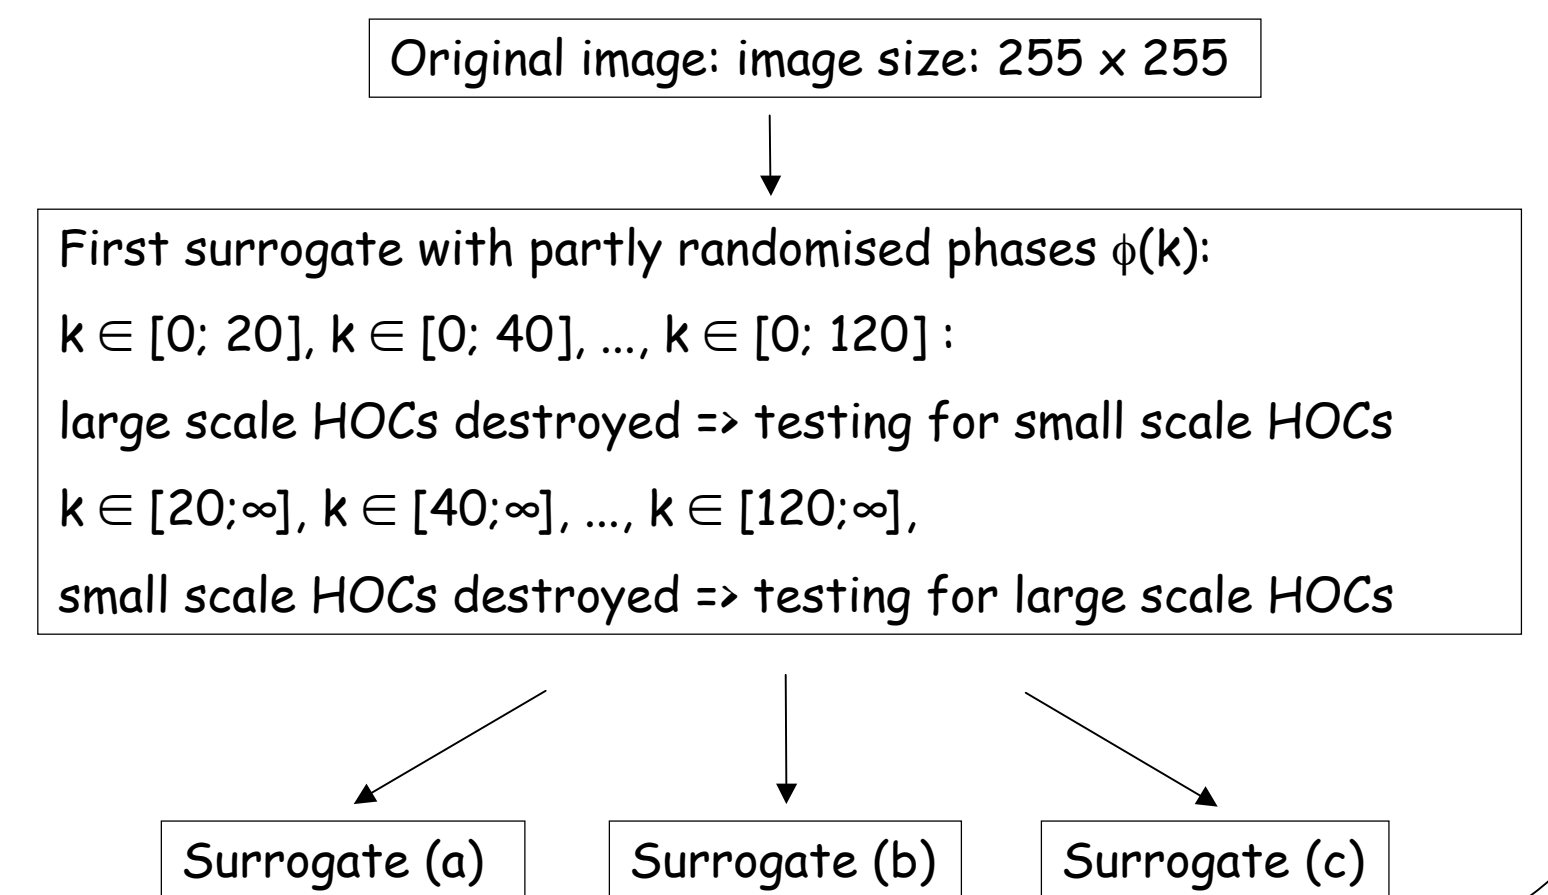 Original image: image size: 255 x 255
First surrogate with partly randomised phases ϕ(k):
k ∈ [0; 20], k ∈ [0; 40], ..., k ∈ [0; 120] :
large scale HOCs destroyed => testing for small scale HOCs
k ∈ [20;∞], k ∈ [40;∞], ..., k ∈ [120;∞],
small scale HOCs destroyed => testing for large scale HOCs
Surrogate (a)
Surrogate (b)
Surrogate (c)